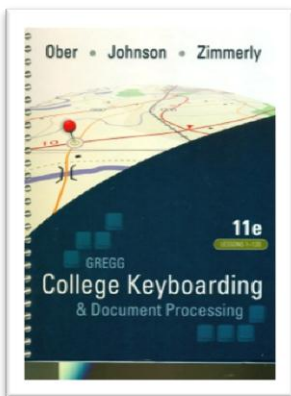 Ober • Johnson • Zimmerly
11e
LESSONS 1-120
GREGG
College Keyboarding
& Document Processing